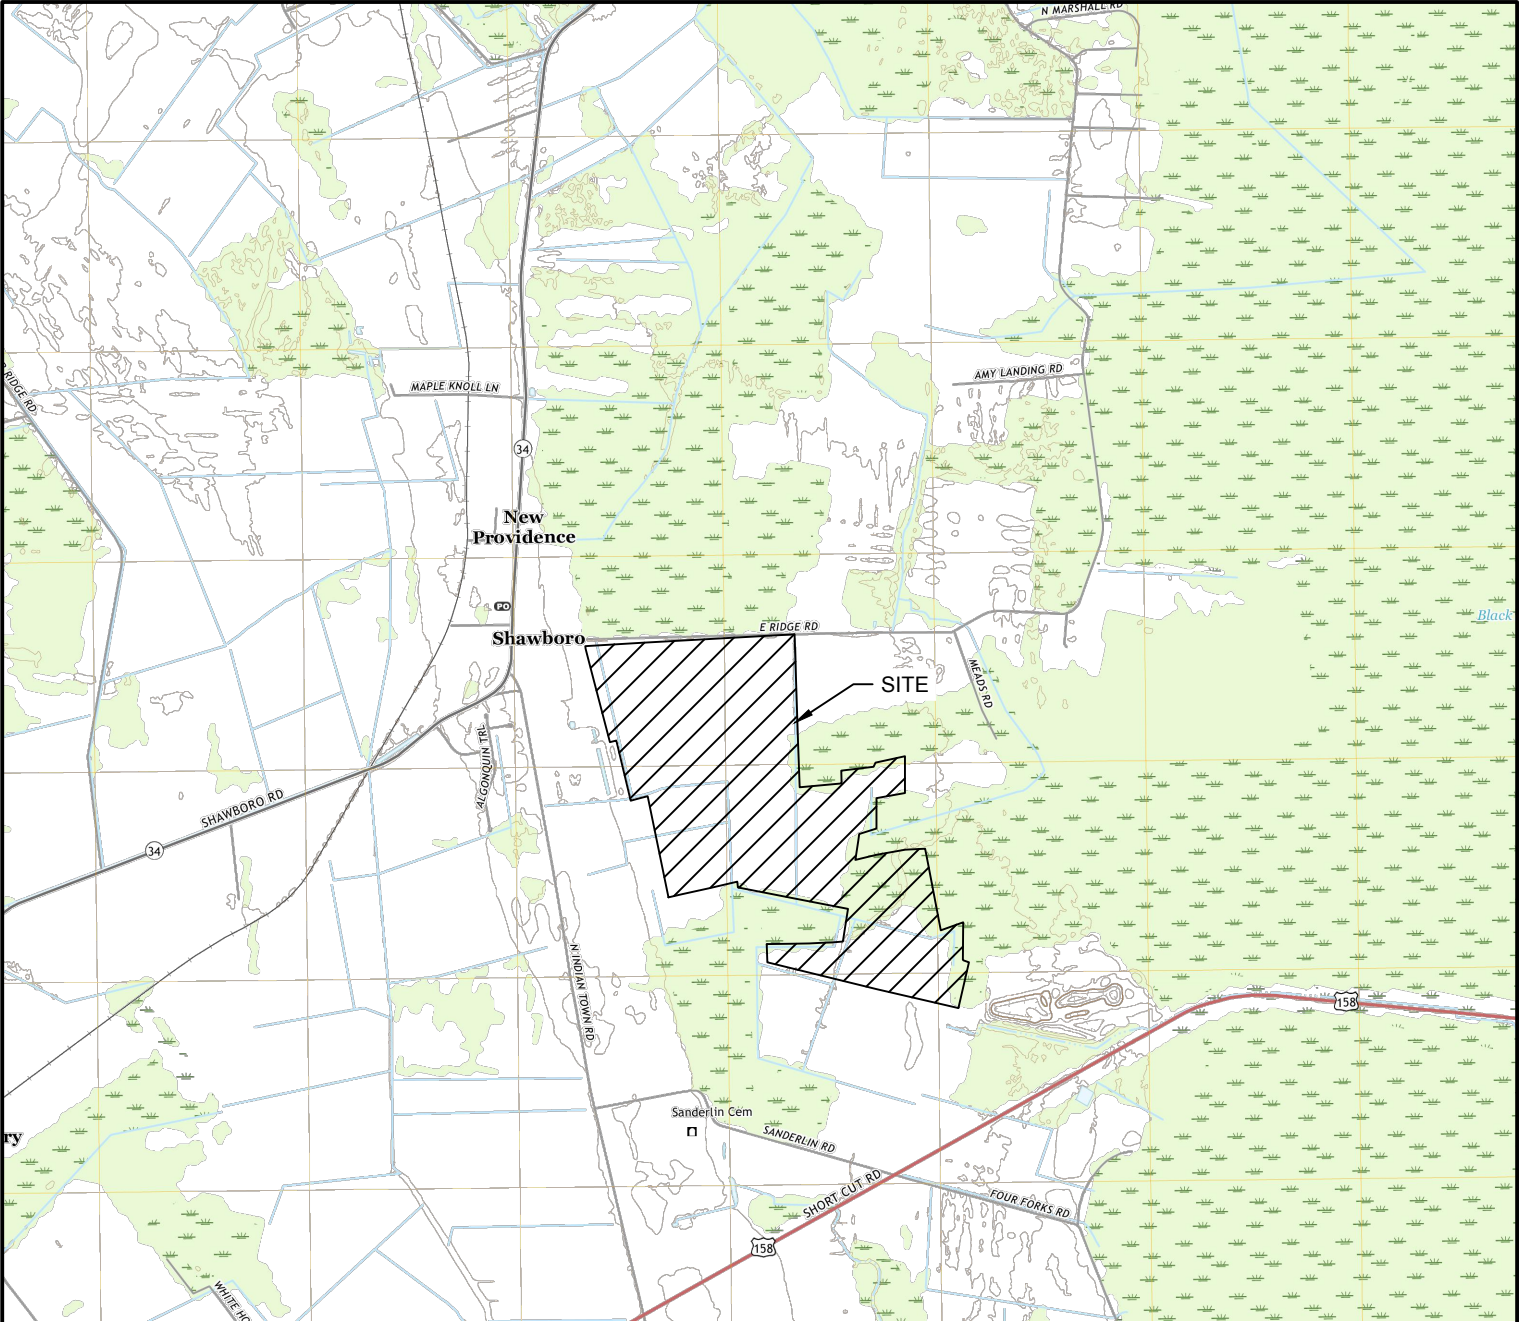 N MARSHALL RD
RIDGE RD
MAPLE KNOLL LN
AMY LANDING RD
34
New
Providence
PO
Shawboro
E RIDGE RD
Black
MEADS RD
SITE
ALGONQUIN TRL
SHAWBORO RD
34
N INDIAN TOWN RD
158
Sanderlin Cem
ry
SANDERLIN RD
SHORT CUT RD
FOUR FORKS RD
158
WHITE HO